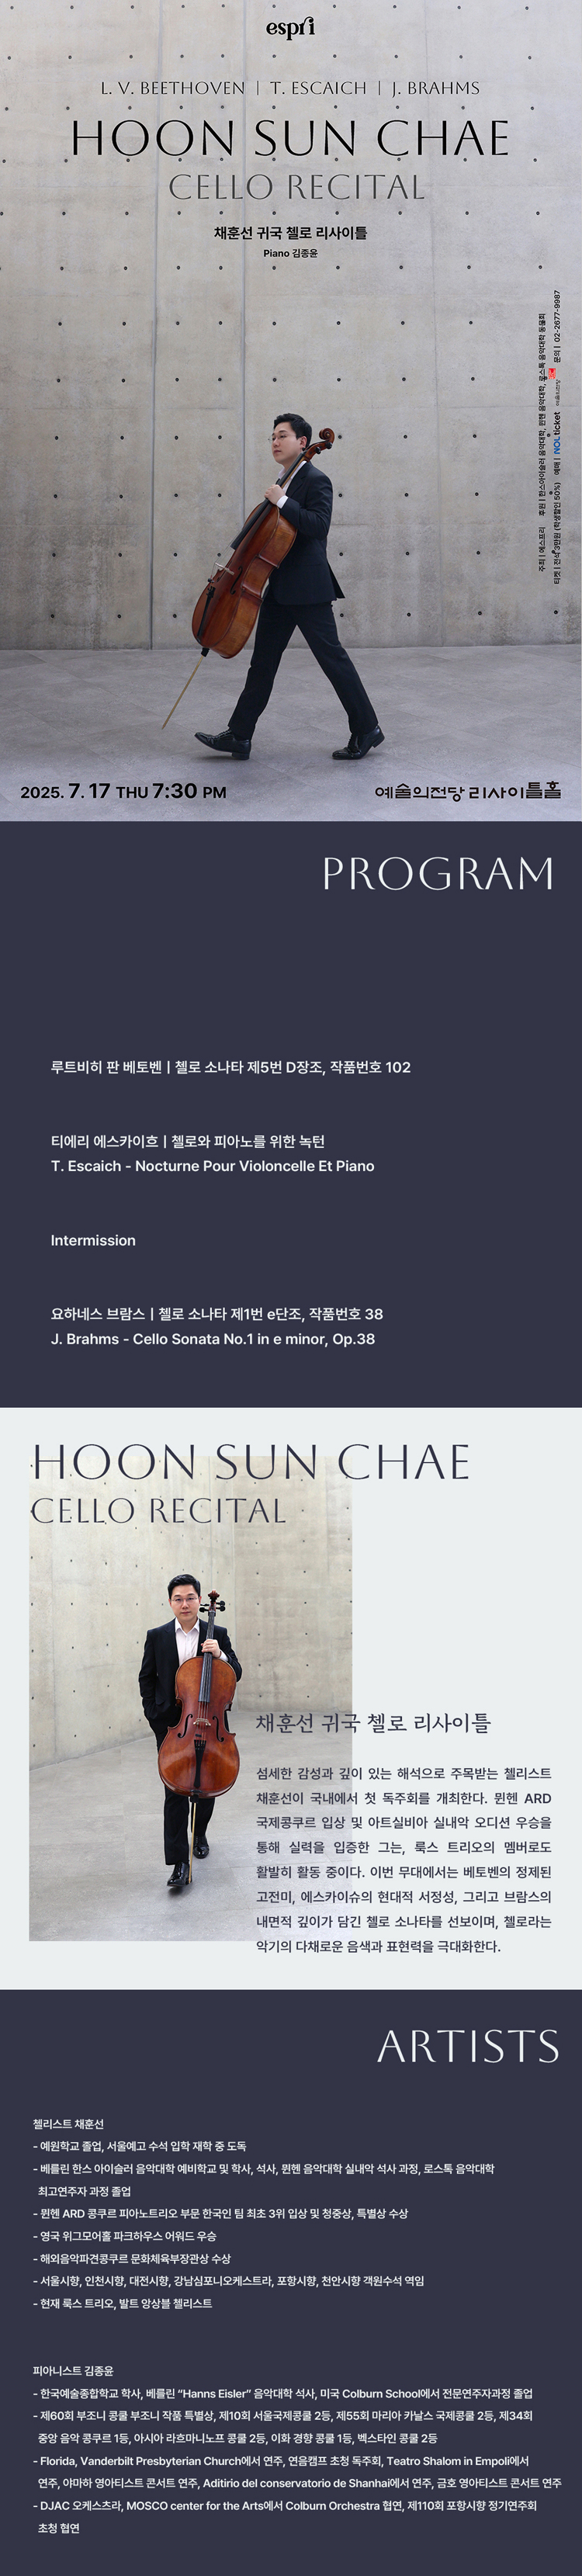 espri
L. V. BEETHOVEN | T. ESCAICH | J. BRAHMS
HOON SUN CHAE
CELLO RECITAL
채훈선 귀국 첼로 리사이틀
Piano 김종윤
주최 | 에스프리 후원 | 한스아이슬러 음악대학, 뮌헨 음악대학, 로스톡 음악대학 동문회
티켓 | 전석 3만원 (학생할인 50%) 예매 | NOL ticket 예술의전당 문의 | 02-2677-9987
2025. 7. 17 THU 7:30 PM
예술의전당 리사이틀홀
PROGRAM
루트비히 판 베토벤 | 첼로 소나타 제5번 D장조, 작품번호 102
티에리 에스카이흐 | 첼로와 피아노를 위한 녹턴
T. Escaich - Nocturne Pour Violoncelle Et Piano
Intermission
요하네스 브람스 | 첼로 소나타 제1번 e단조, 작품번호 38
J. Brahms - Cello Sonata No.1 in e minor, Op.38
HOON SUN CHAE
CELLO RECITAL
채훈선 귀국 첼로 리사이틀
섬세한 감성과 깊이 있는 해석으로 주목받는 첼리스트
채훈선이 국내에서 첫 독주회를 개최한다. 뮌헨 ARD
국제콩쿠르 입상 및 아트실비아 실내악 오디션 우승을
통해 실력을 입증한 그는, 룩스 트리오의 멤버로도
활발히 활동 중이다. 이번 무대에서는 베토벤의 정제된
고전미, 에스카이슈의 현대적 서정성, 그리고 브람스의
내면적 깊이가 담긴 첼로 소나타를 선보이며, 첼로라는
악기의 다채로운 음색과 표현력을 극대화한다.
ARTISTS
첼리스트 채훈선
- 예원학교 졸업, 서울예고 수석 입학 재학 중 도독
- 베를린 한스 아이슬러 음악대학 예비학교 및 학사, 석사, 뮌헨 음악대학 실내악 석사 과정, 로스톡 음악대학
최고연주자 과정 졸업
- 뮌헨 ARD 콩쿠르 피아노트리오 부문 한국인 팀 최초 3위 입상 및 청중상, 특별상 수상
- 영국 위그모어홀 파크하우스 어워드 우승
- 해외음악파견콩쿠르 문화체육부장관상 수상
- 서울시향, 인천시향, 대전시향, 강남심포니오케스트라, 포항시향, 천안시향 객원수석 역임
- 현재 룩스 트리오, 발트 앙상블 첼리스트
피아니스트 김종윤
- 한국예술종합학교 학사, 베를린 “Hanns Eisler” 음악대학 석사, 미국 Colburn School에서 전문연주자과정 졸업
- 제60회 부조니 콩쿨 부조니 작품 특별상, 제10회 서울국제콩쿨 2등, 제55회 마리아 카날스 국제콩쿨 2등, 제34회
중앙 음악 콩쿠르 1등, 아시아 라흐마니노프 콩쿨 2등, 이화 경향 콩쿨 1등, 벡스타인 콩쿨 2등
- Florida, Vanderbilt Presbyterian Church에서 연주, 연음캠프 초청 독주회, Teatro Shalom in Empoli에서
연주, 야마하 영아티스트 콘서트 연주, Aditirio del conservatorio de Shanhai에서 연주, 금호 영아티스트 콘서트 연주
- DJAC 오케스츠라, MOSCO center for the Arts에서 Colburn Orchestra 협연, 제110회 포항시향 정기연주회
초청 협연